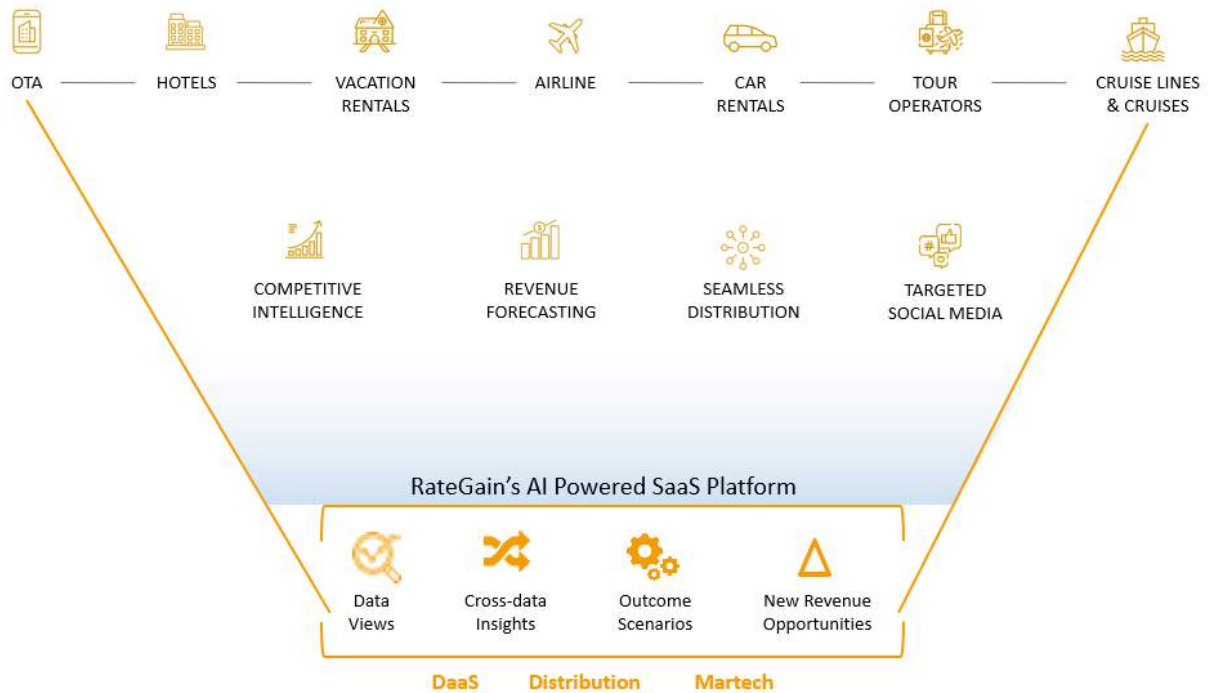 OTA
HOTELS
VACATION
RENTALS
AIRLINE
CAR
RENTALS
TOUR
OPERATORS
CRUISE LINES
& CRUISES
COMPETITIVE
INTELLIGENCE
REVENUE
FORECASTING
SEAMLESS
DISTRIBUTION
TARGETED
SOCIAL MEDIA
RateGain’s AI Powered SaaS Platform
Data
Views
Cross-data
Insights
Outcome
Scenarios
New Revenue
Opportunities
DaaS Distribution Martech